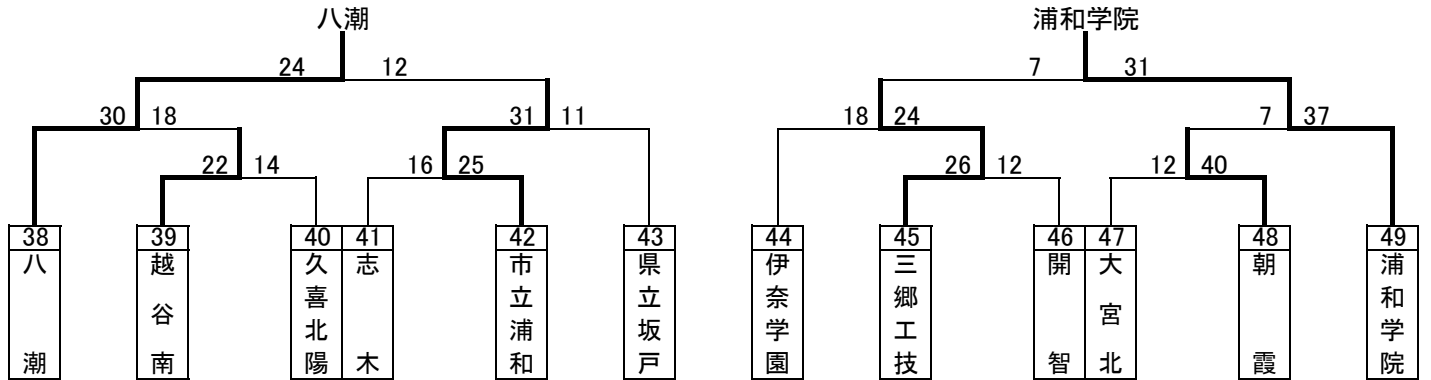 八潮 浦和学院
24 12 7 31
30 18 31 11 18 24 7 37
22 14 16 25 26 12 12 40
38 39 40 41 42 43 44 45 46 47 48 49
八潮
越谷南
久喜北陽
志木
市立浦和
県立坂戸
伊奈学園
三郷工技
開智
大宮北
朝霞
浦和学院